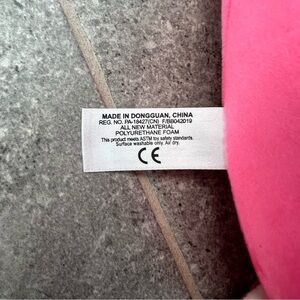 MADE IN DONGGUAN, CHINA
REG. NO. PA-18427(CN) F/BB042019
ALL NEW MATERIAL
POLYURETHANE FOAM
This product meets ASTM toy safety standards.
Surface washable only. Air dry.
CE